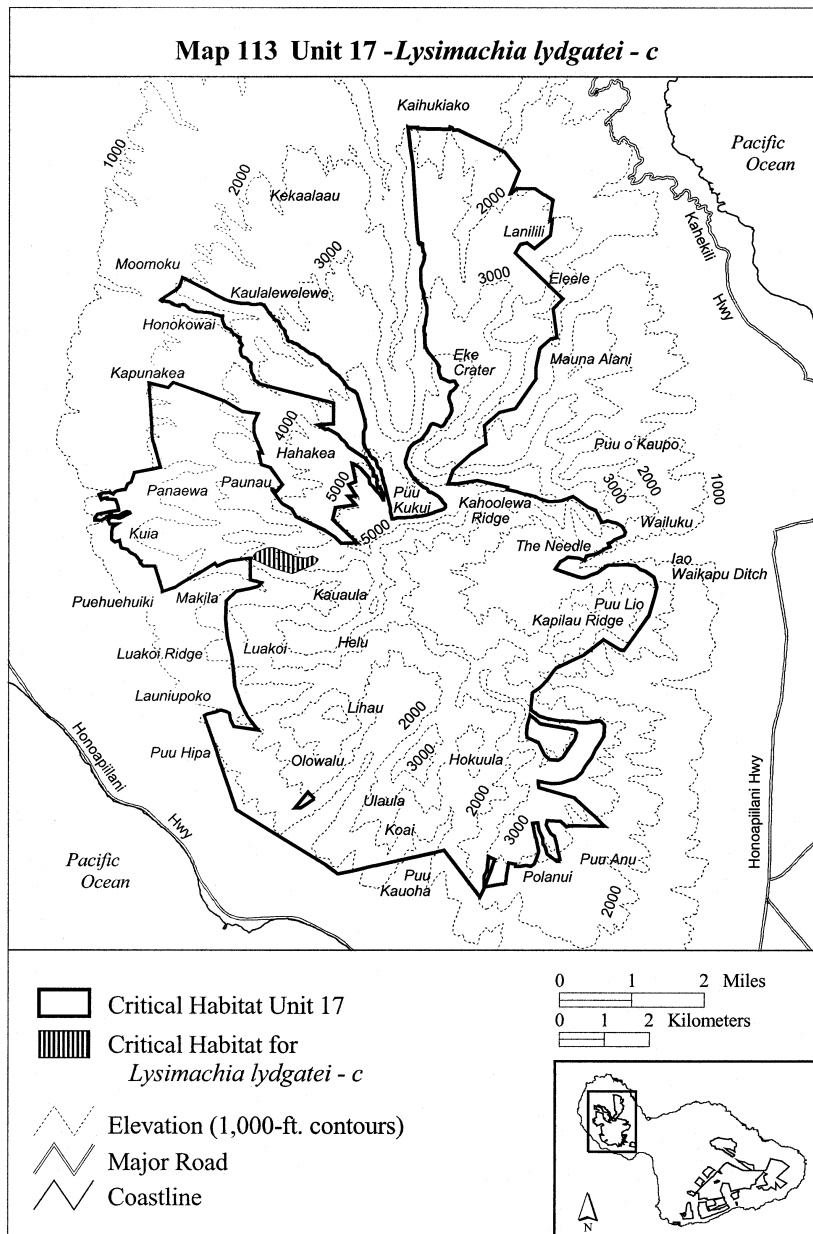 Map 113 Unit 17 - Lysimachia lydgatei - c
Kaihukiako
Pacific
Ocean
1000
2000
Kekaalaau
2000
Lanilili
Kahekili
Hwy
3000
Moomoku
3000
Eleele
Kaulalewelewe
Honokowai
Eke
Crater
Mauna Alani
Kapunakea
4000
Puu o Kaupo
Hahakea
3000
2000
1000
Panaewa
Paunau
5000
Puu
Kukui
Kahoolewa
Ridge
Wailuku
Kuia
5000
The Needle
Iao
Waikapu Ditch
Puehuehuiki
Makila
Kauaula
Puu Lio
Kapilau Ridge
Luakoi Ridge
Luakoi
Helu
Launiupoko
Lihau
2000
Puu Hipa
Olowalu
3000
Hokuula
Honoapiilani
Hwy
Ulaula
2000
Honoapiilani Hwy
Koai
3000
Pacific
Ocean
Puu
Kauoha
Polanui
Puu Anu
2000
Critical Habitat Unit 17
Critical Habitat for
Lysimachia lydgatei - c
Elevation (1,000-ft. contours)
Major Road
Coastline
0 1 2 Miles
0 1 2 Kilometers
N